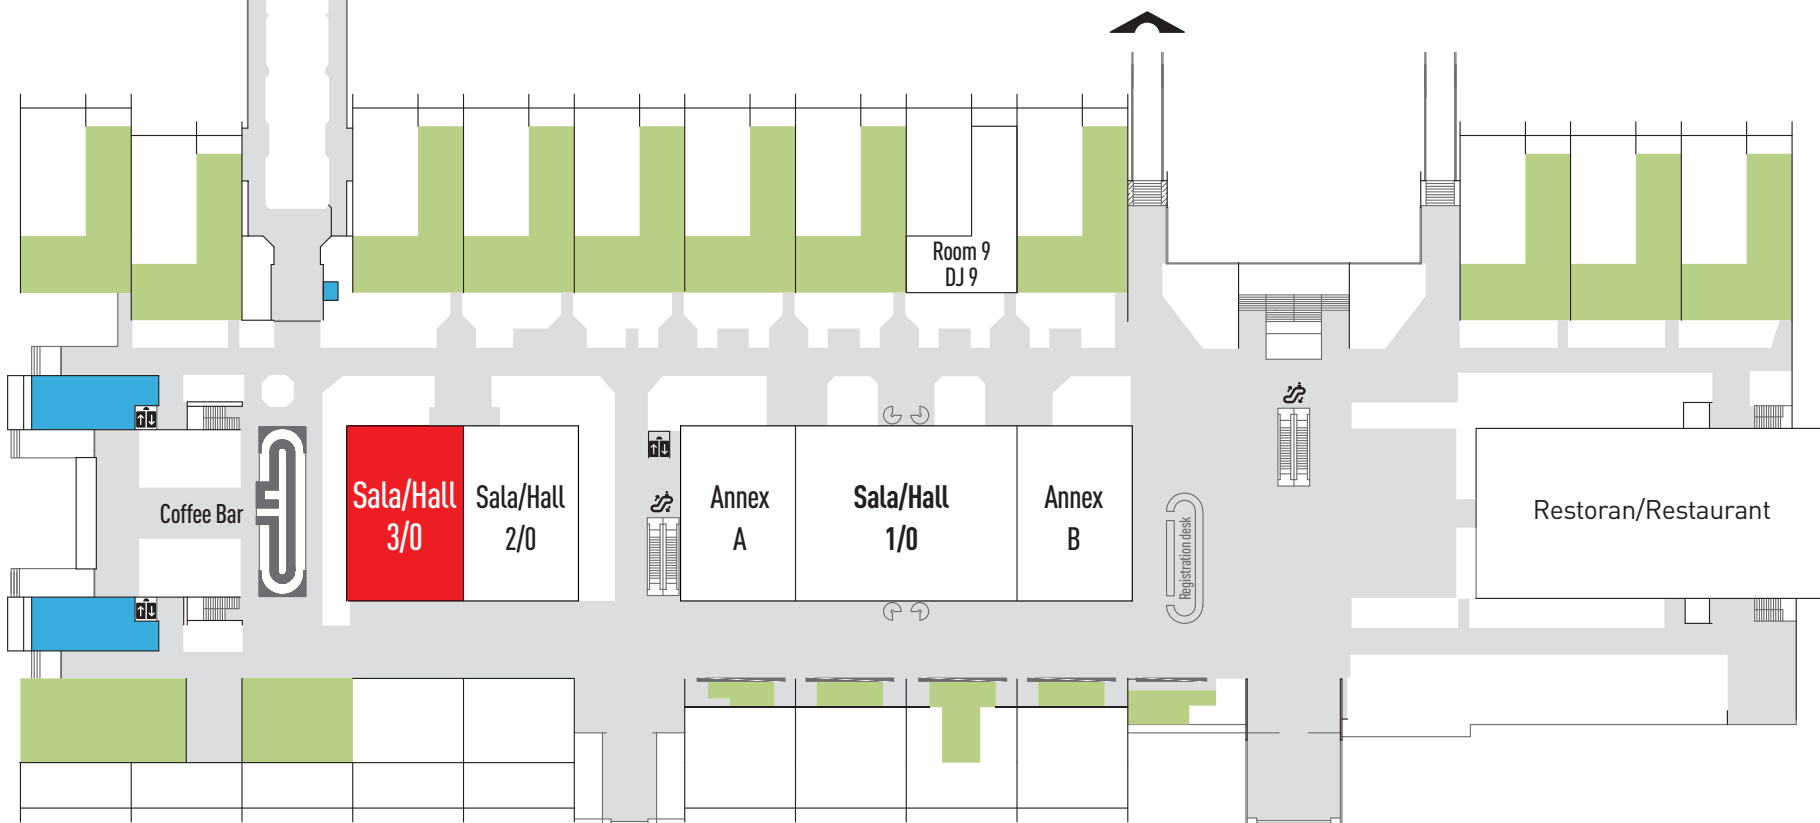 Room 9
DJ 9
Coffee Bar
Sala/Hall
3/0
Sala/Hall
2/0
Annex
A
Sala/Hall
1/0
Annex
B
Registration desk
Restoran/Restaurant